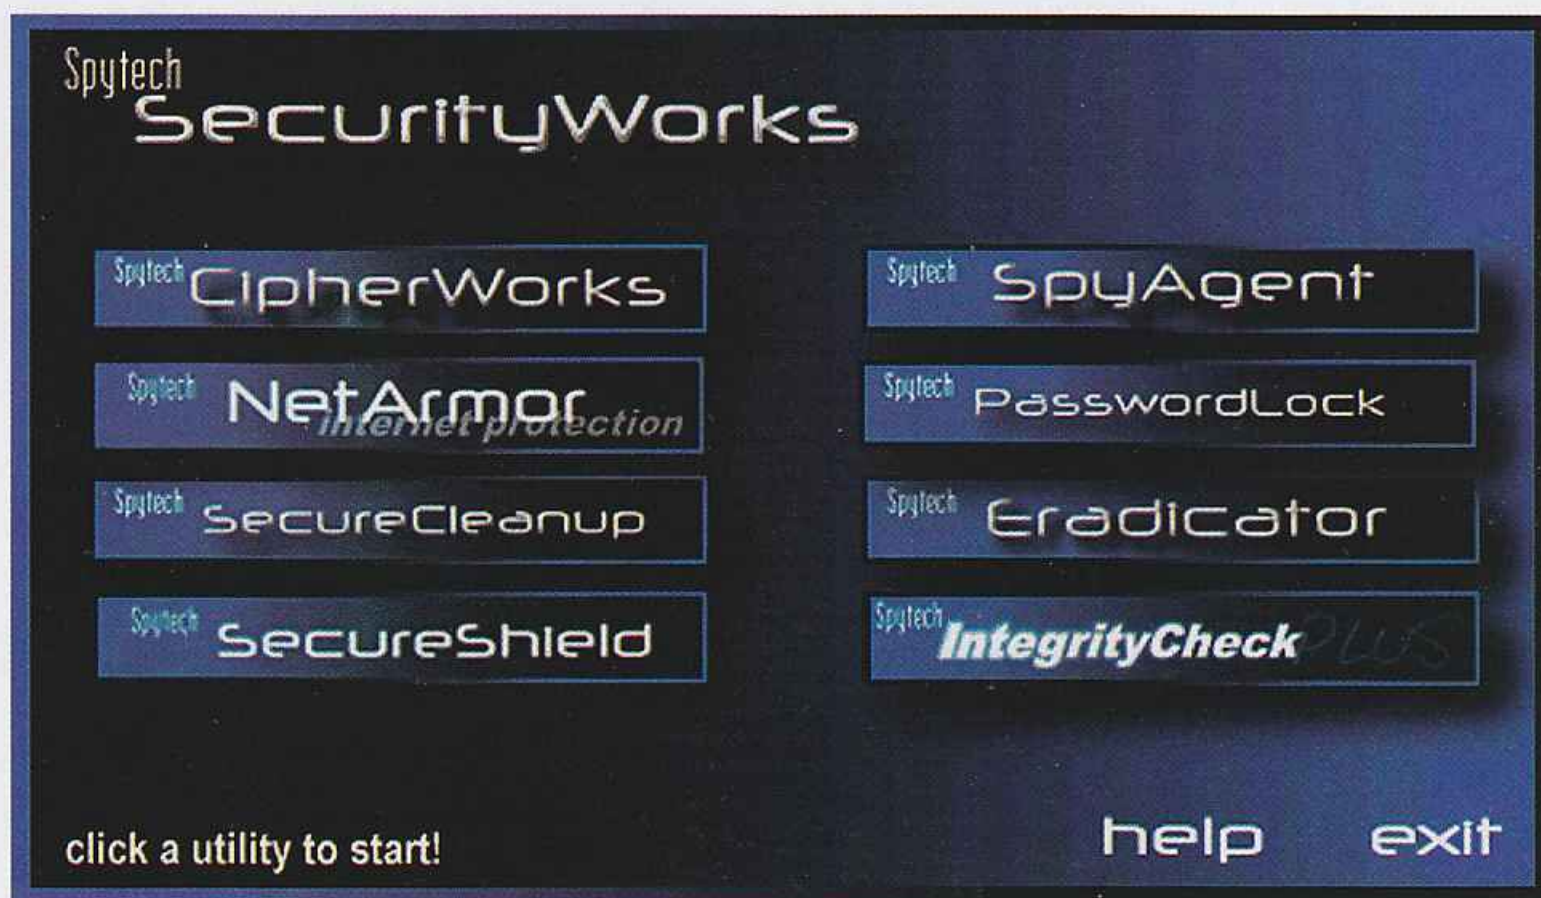 Spytech
SecurityWorks
Spytech CipherWorks
Spytech NetArmor
internet protection
Spytech SecureCleanup
Spytech SecureShield
Spytech SpyAgent
Spytech PasswordLock
Spytech Eradicator
Spytech IntegrityCheck PLUS
click a utility to start!
help exit